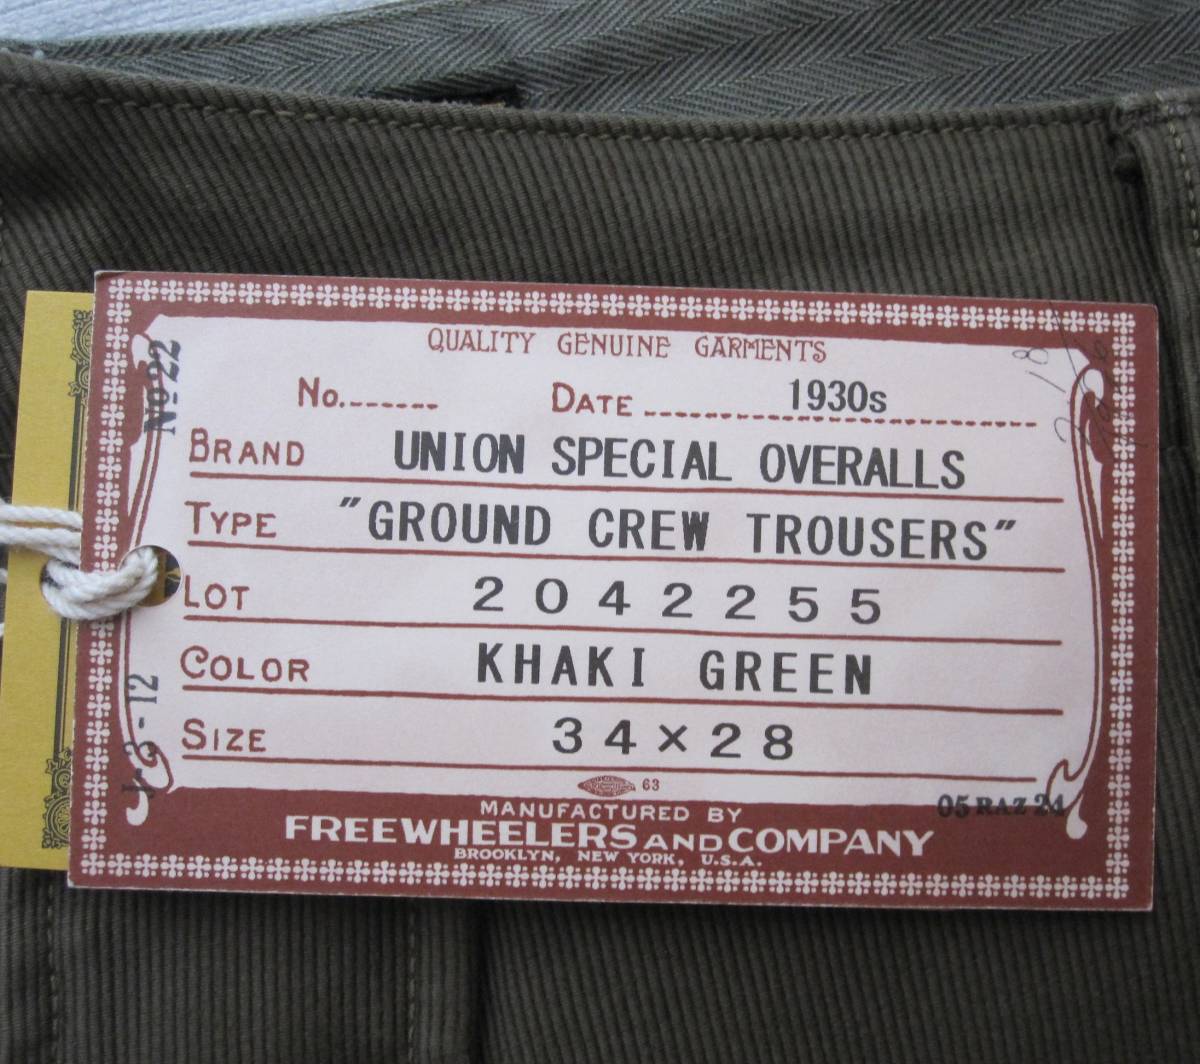 QUALITY GENUINE GARMENTS
No.
DATE 1930s
BRAND UNION SPECIAL OVERALLS
TYPE "GROUND CREW TROUSERS"
LOT 2042255
COLOR KHAKI GREEN
SIZE 34×28
63
MANUFACTURED BY
FREEWHEELERS AND COMPANY
BROOKLYN, NEW YORK, U.S.A.
No 22
05 RAZ 24